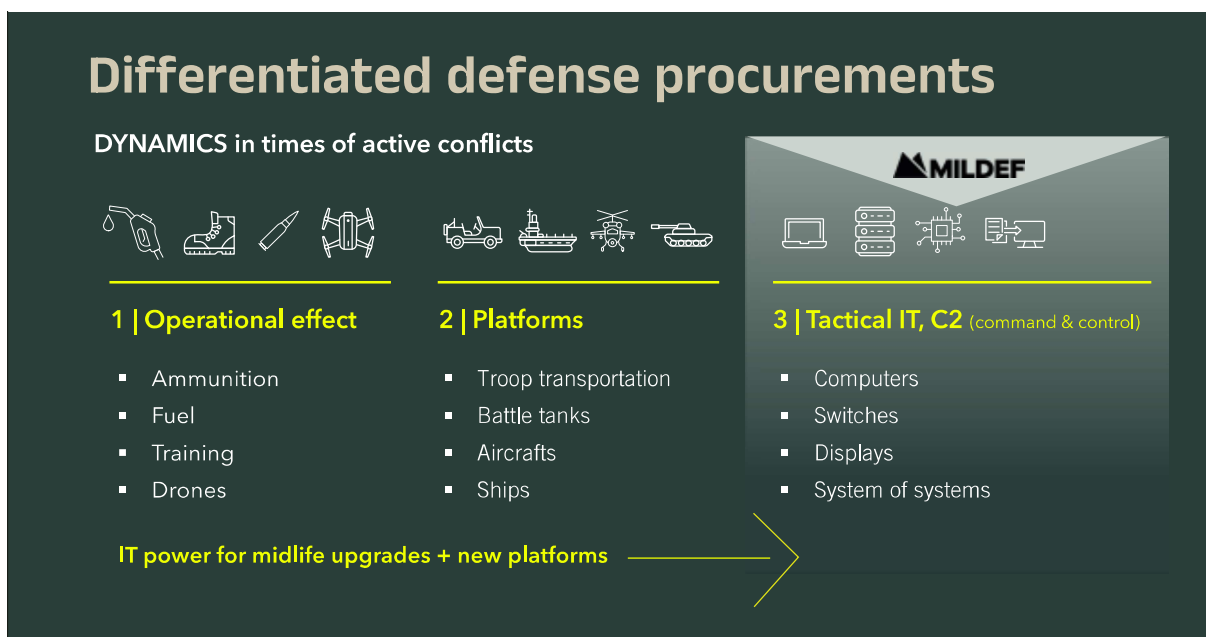 Differentiated defense procurements
DYNAMICS in times of active conflicts
MILDEF
1 | Operational effect
▪ Ammunition
▪ Fuel
▪ Training
▪ Drones
2 | Platforms
▪ Troop transportation
▪ Battle tanks
▪ Aircrafts
▪ Ships
3 | Tactical IT, C2 (command & control)
▪ Computers
▪ Switches
▪ Displays
▪ System of systems
IT power for midlife upgrades + new platforms